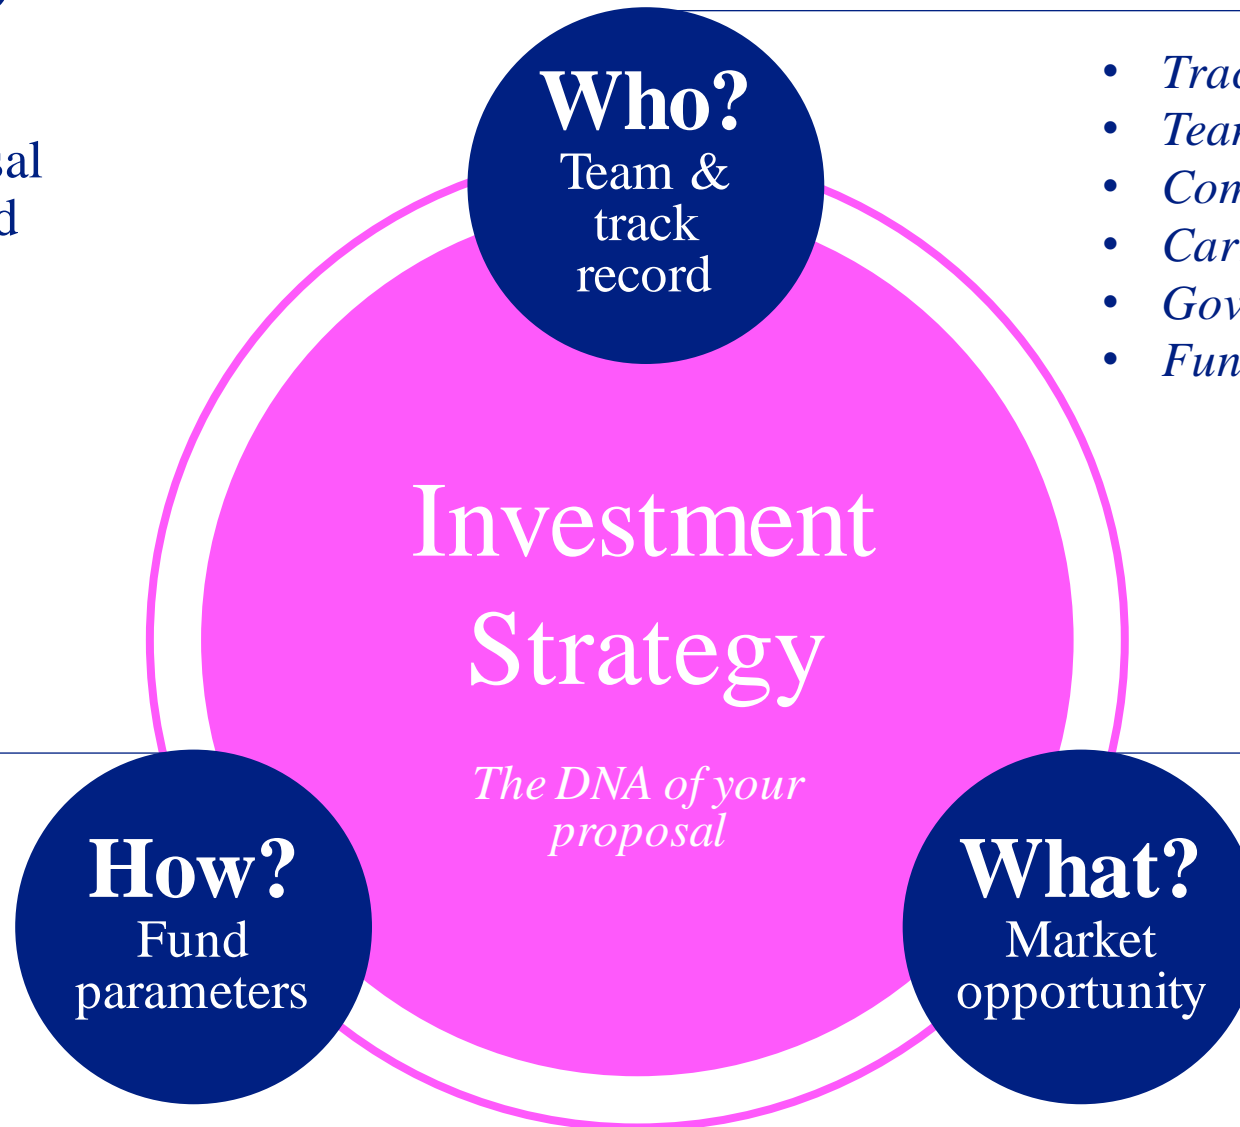 Who?
Team &
track
record
•
•
•
•
•
•
Investment
Strategy
The DNA of your
proposal
How?
Fund
parameters
What?
Market
opportunity